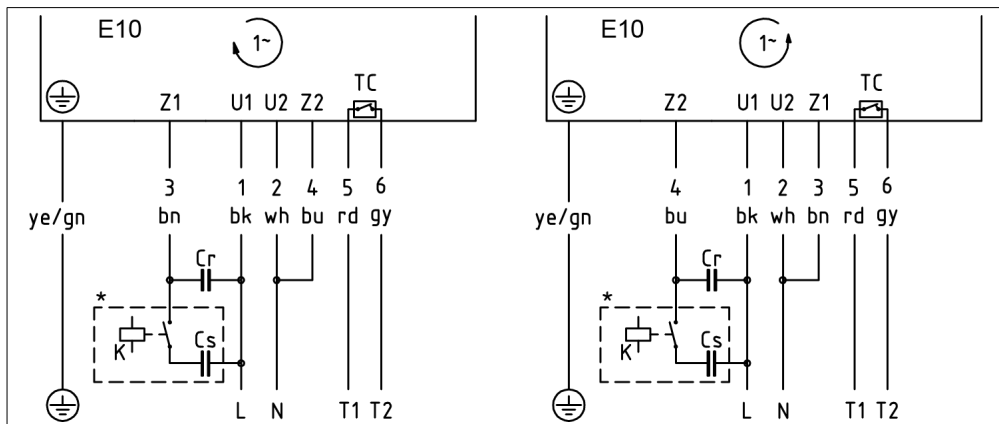 E10 1~ E10 1~
TC TC
Z1 U1 U2 Z2 Z2 U1 U2 Z1
3 1 2 4 5 6 4 1 2 3 5 6
ye/gn bn bk wh bu rd gy ye/gn bu bk wh bn rd gy
Cr Cr
* *
K Cs K Cs
L N T1 T2 L N T1 T2